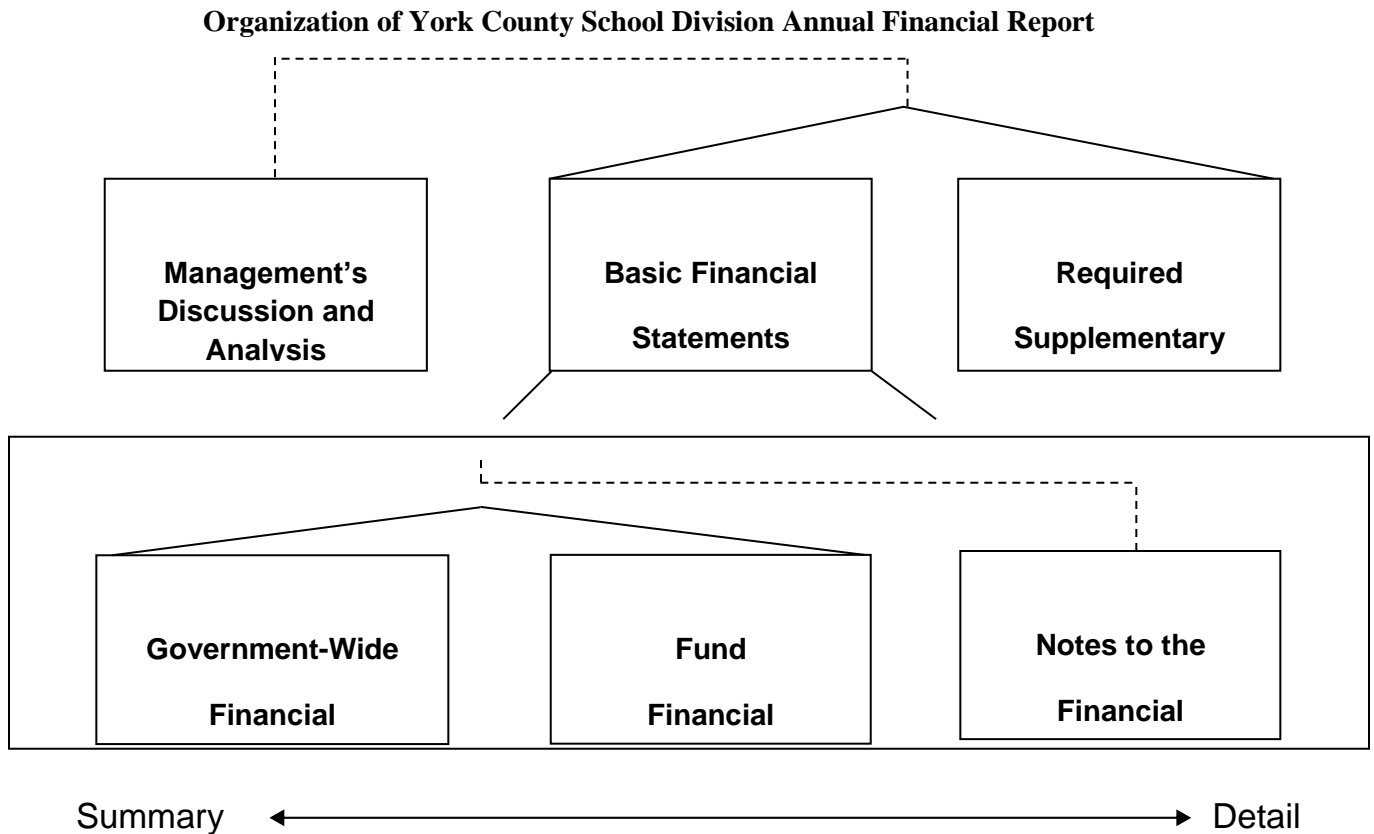 Organization of York County School Division Annual Financial Report
Management’s
Discussion and
Analysis
Basic Financial
Statements
Required
Supplementary
Government-Wide
Financial
Fund
Financial
Notes to the
Financial
Summary
Detail